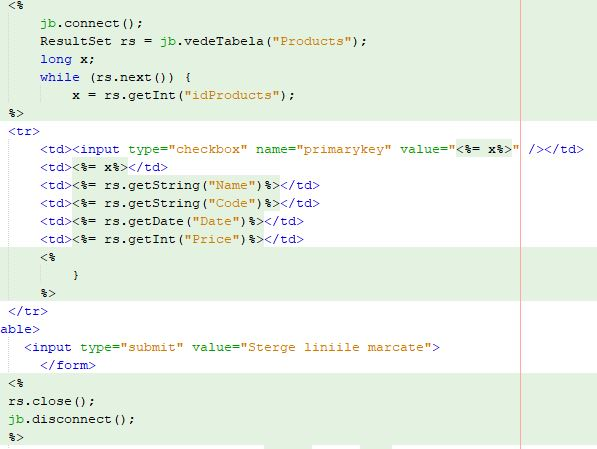 <%
jb.connect();
ResultSet rs = jb.vedeTabela("Products");
long x;
while (rs.next()) {
x = rs.getInt("idProducts");
%>
<tr>
<td><input type="checkbox" name="primarykey" value="<%= x%>" /></td>
<td><%= x%></td>
<td><%= rs.getString("Name")%></td>
<td><%= rs.getString("Code")%></td>
<td><%= rs.getDate("Date")%></td>
<td><%= rs.getInt("Price")%></td>
<%
}
%>
</tr>
able>
<input type="submit" value="Sterge liniile marcate">
</form>
<%
rs.close();
jb.disconnect();
%>